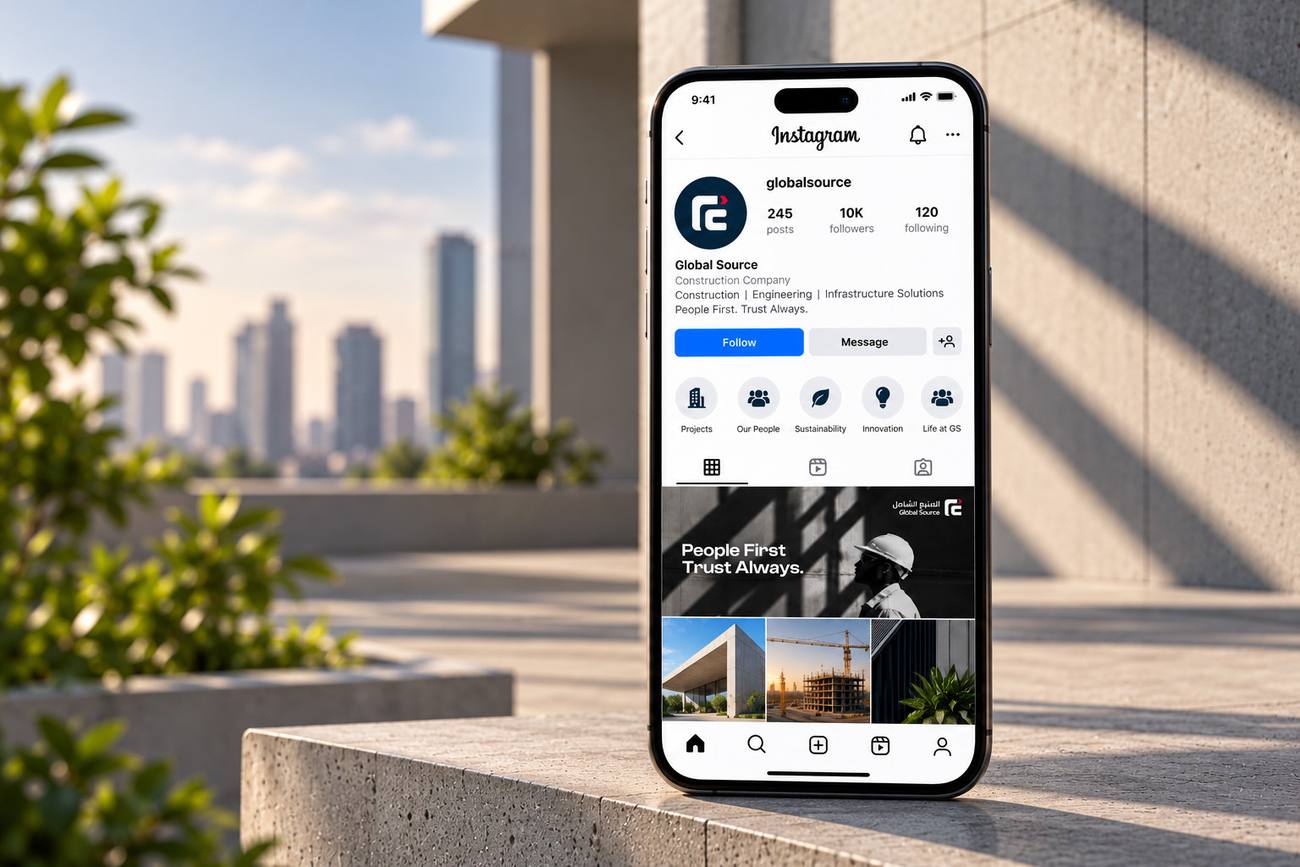 9:41
Instagram
globalsource
245 10K 120
posts followers following
Global Source
Construction Company
Construction | Engineering | Infrastructure Solutions
People First. Trust Always.
Follow Message
Projects Our People Sustainability Innovation Life at GS
المنيع الشامل
Global Source
People First
Trust Always.